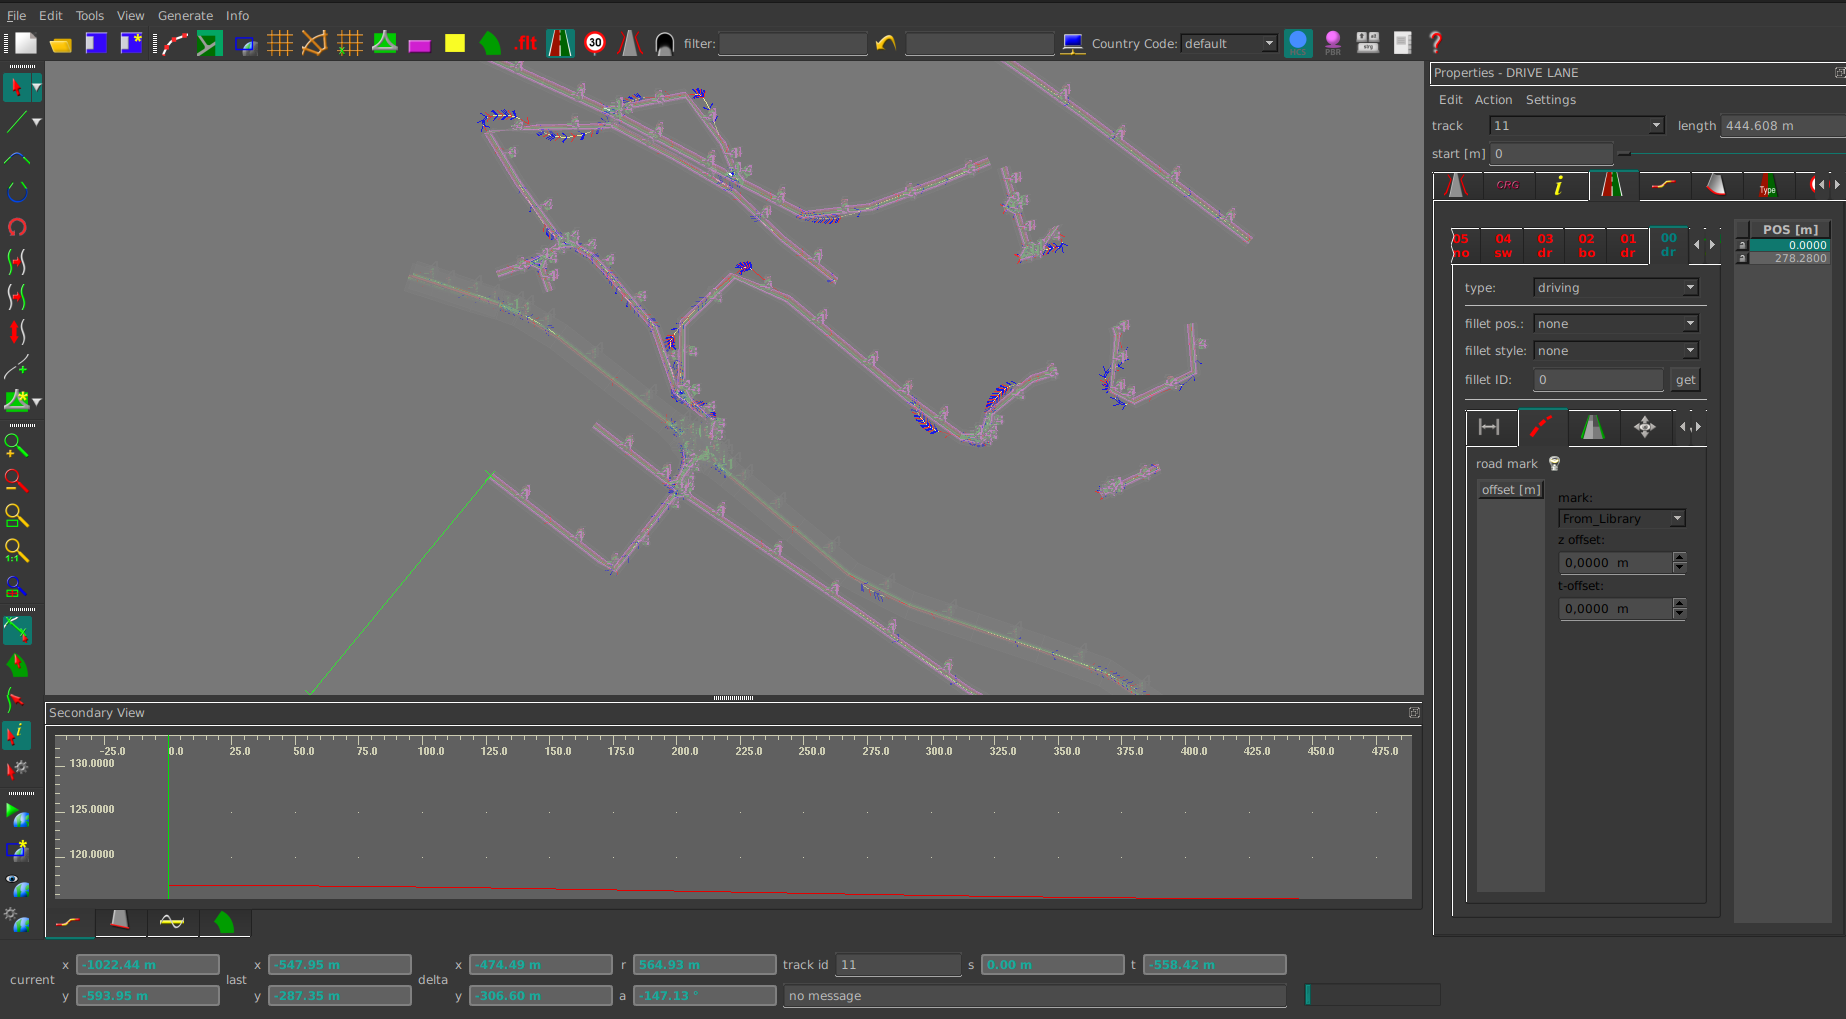 File Edit Tools View Generate Info
.flt 30 filter: Country Code: default MCS PBR ?
Properties - DRIVE LANE
Edit Action Settings
track 11 length 444.608 m
start [m] 0
CRG i Type
05 04 03 02 01 00
no sw dr bo dr dr
POS [m]
a 0.0000
a 278.2800
type: driving
fillet pos.: none
fillet style: none
fillet ID: 0 get
road mark
offset [m]
mark:
From_Library
z offset:
0,0000 m
t-offset:
0,0000 m
1:1
Secondary View
-25.0 0.0 25.0 50.0 75.0 100.0 125.0 150.0 175.0 200.0 225.0 250.0 275.0 300.0 325.0 350.0 375.0 400.0 425.0 450.0 475.0
130.0000
125.0000
120.0000
current x -1022.44 m last x -547.95 m delta x -474.49 m r 564.93 m track id 11 s 0.00 m t -558.42 m
y -593.95 m y -287.35 m y -306.60 m a -147.13 ° no message